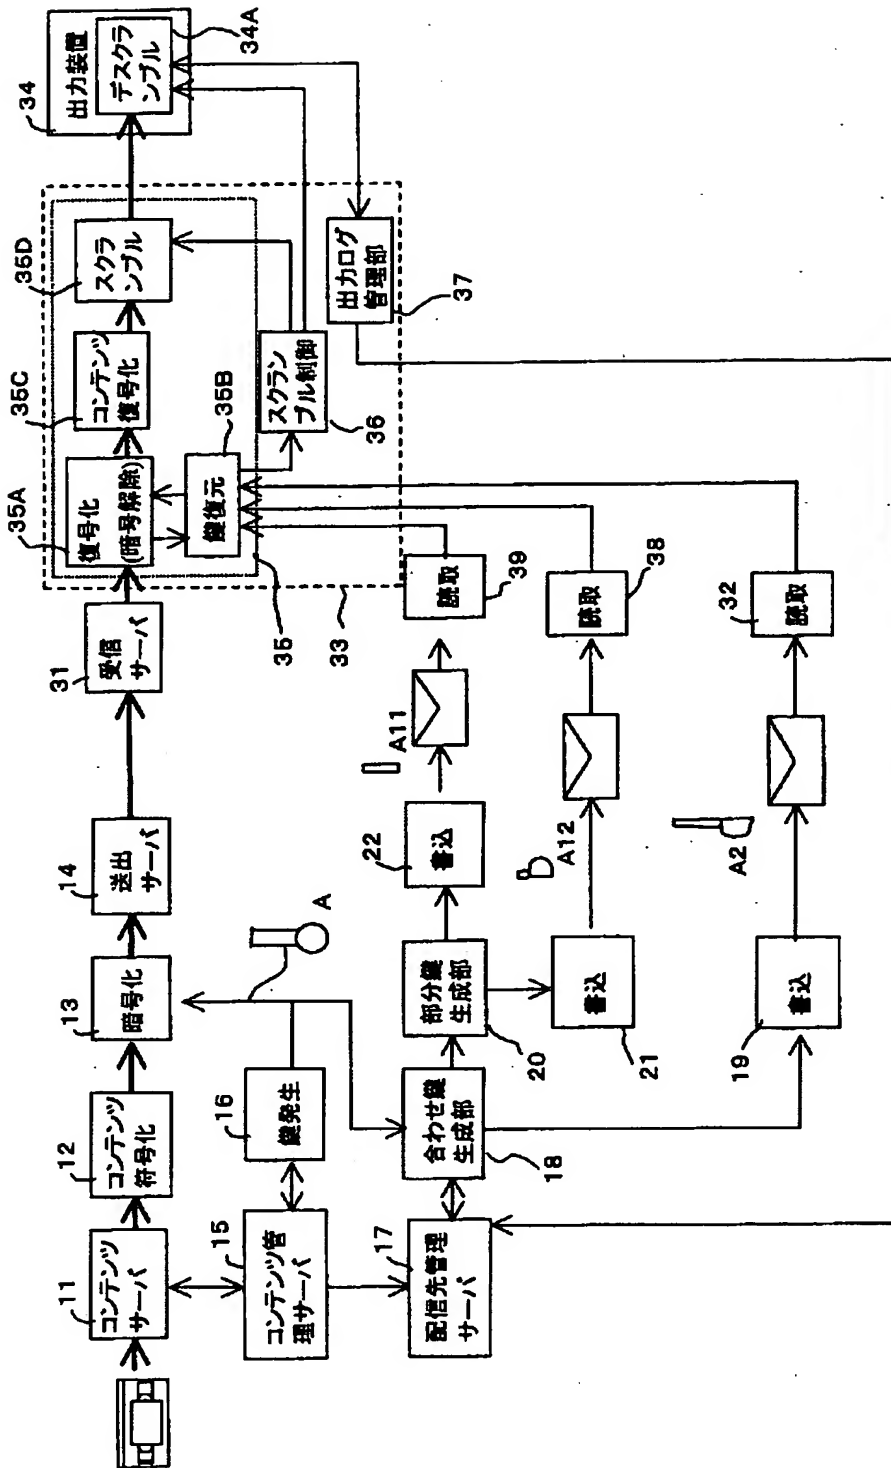 11
コンテンツ
サーバ
12
コンテンツ
符号化
13
暗号化
14
送出
サーバ
31
受信
サーバ
35A
復号化
(暗号解除)
35C
コンテンツ
復号化
35D
スクラ
ンブル
34
出力装置
デスクラ
ンブル
34A
15
コンテンツ管
理サーバ
16
鍵発生
A
35B
鍵復元
スクラン
ブル制御
36
出力ログ
管理部
37
35
33
17
配信先管理
サーバ
合わせ鍵
生成部
18
部分鍵
生成部
20
22
書込
A11
読取
39
書込
21
A12
読取
38
19
書込
A2
32
読取